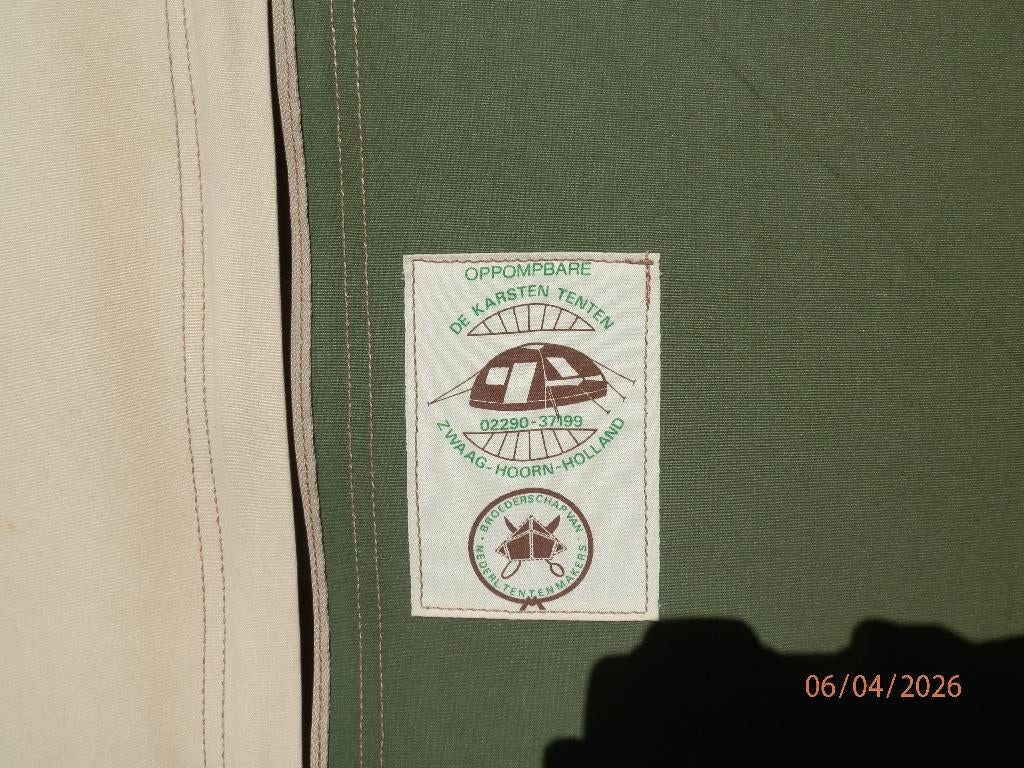 OPPOMPBARE
DE KARSTEN TENTEN
02290-37199
ZWAAG-HOORN-HOLLAND
BROEDERSCHAP VAN
NEDERL TENTENMAKERS
06/04/2026